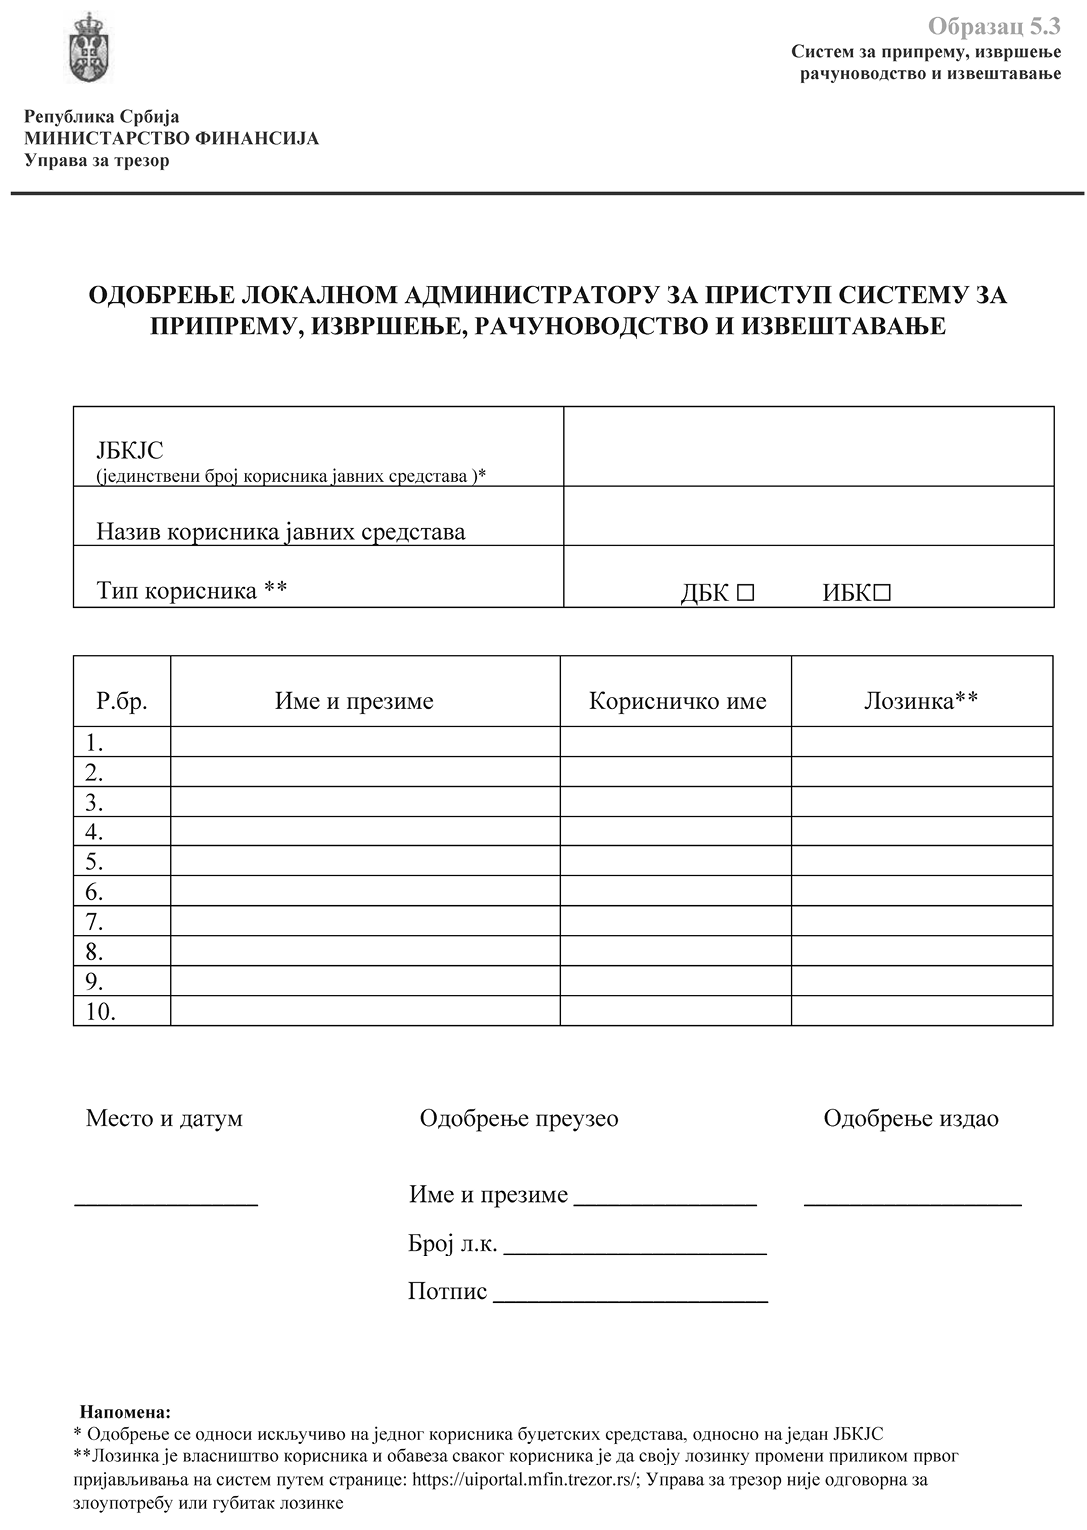 Образац 5.3
Систем за припрему, извршење
рачуноводство и извештавање
Република Србија
МИНИСТАРСТВО ФИНАНСИЈА
Управа за трезор
ОДОБРЕЊЕ ЛОКАЛНОМ АДМИНИСТРАТОРУ ЗА ПРИСТУП СИСТЕМУ ЗА
ПРИПРЕМУ, ИЗВРШЕЊЕ, РАЧУНОВОДСТВО И ИЗВЕШТАВАЊЕ
ЈБКЈС
(јединствени број корисника јавних средстава )*
Назив корисника јавних средстава
Тип корисника ** ДБК ☐ ИБК☐
Р.бр. Име и презиме Корисничко име Лозинка**
1.
2.
3.
4.
5.
6.
7.
8.
9.
10.
Место и датум Одобрење преузео Одобрење издао
_______________ Име и презиме _______________ __________________
Број л.к. ______________________
Потпис _______________________
Напомена:
* Одобрење се односи искључиво на једног корисника буџетских средстава, односно на један ЈБКЈС
**Лозинка је власништво корисника и обавеза сваког корисника је да своју лозинку промени приликом првог
пријављивања на систем путем странице: https://uiportal.mfin.trezor.rs/; Управа за трезор није одговорна за
злоупотребу или губитак лозинке